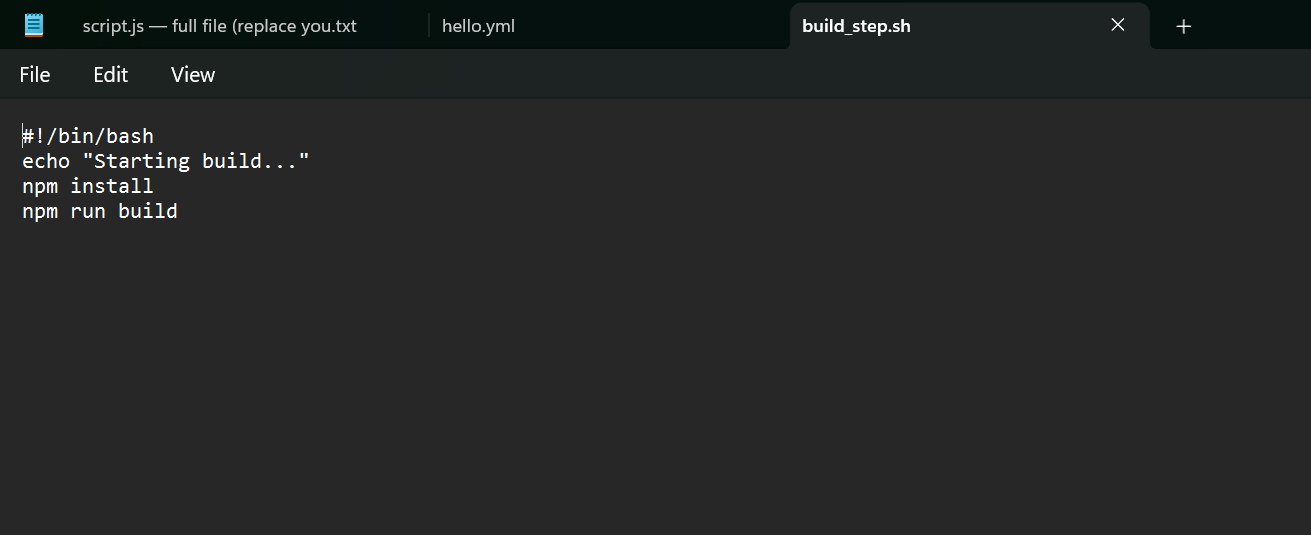 script.js — full file (replace you.txt
hello.yml
build_step.sh
File Edit View
#!/bin/bash
echo "Starting build..."
npm install
npm run build